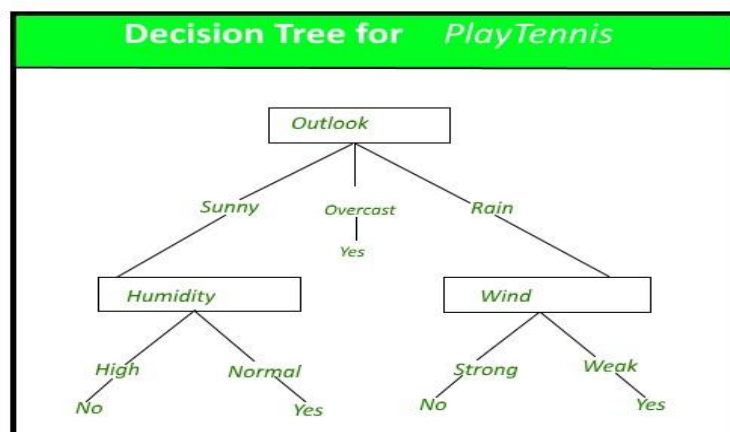 Decision Tree for PlayTennis
Outlook
Sunny Overcast Rain
Yes
Humidity Wind
High Normal Strong Weak
No Yes No Yes